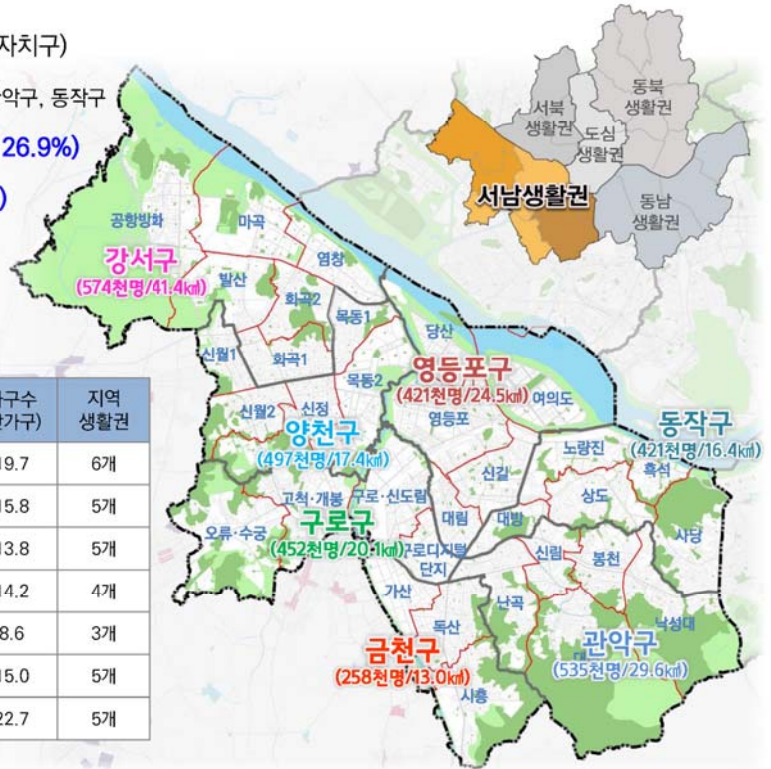 자치구)
악구, 동작구
26.9%)
)
가구수 지역
만가구) 생활권
19.7 6개
15.8 5개
13.8 5개
14.2 4개
8.6 3개
15.0 5개
22.7 5개
서북
생활권
도심
생활권
동북
생활권
동남
생활권
서남생활권
공항방화
마곡
염창
강서구
(574천명/41.4㎢)
발산
화곡2
화곡1
목동1
목동2
신월1
신월2
신정
양천구
(497천명/17.4㎢)
당산
영등포구
(421천명/24.5㎢)
여의도
영등포
신길
대림
대방
동작구
(421천명/16.4㎢)
노량진
흑석
상도
사당
고척·개봉
구로·신도림
오류·수궁
구로구
(452천명/20.1㎢)
구로디지털
단지
가산
독산
금천구
(258천명/13.0㎢)
시흥
신림
봉천
난곡
낙성대
관악구
(535천명/29.6㎢)